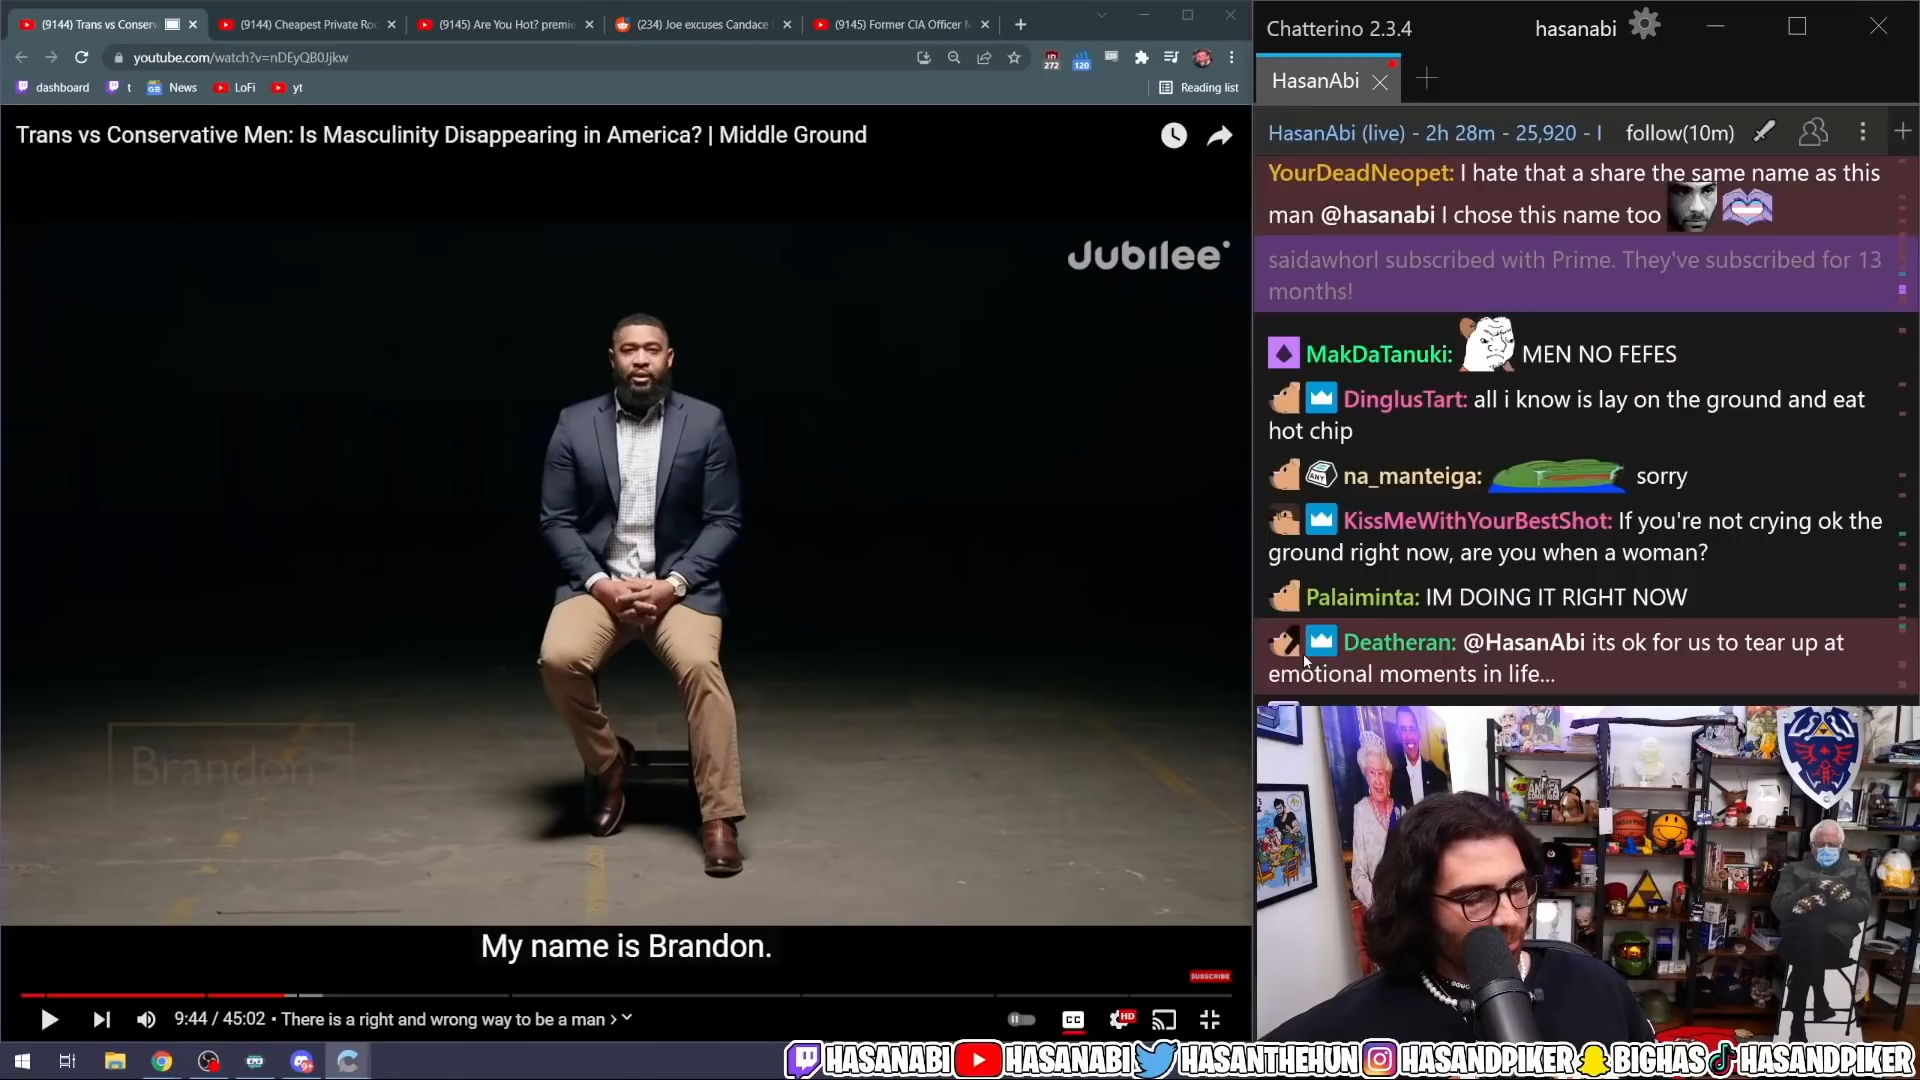 (9144) Trans vs Conserv
(9144) Cheapest Private Roo
(9145) Are You Hot? premie
(234) Joe excuses Candace
(9145) Former CIA Officer
youtube.com/watch?v=nDEyQB0Jjkw
272
120
dashboard
t
News
LoFi
yt
Reading list
Trans vs Conservative Men: Is Masculinity Disappearing in America? | Middle Ground
Jubilee
Brandon
My name is Brandon.
SUBSCRIBE
9:44 / 45:02 • There is a right and wrong way to be a man
CC
HD
Chatterino 2.3.4
hasanabi
HasanAbi
HasanAbi (live) - 2h 28m - 25,920 - I
follow(10m)
YourDeadNeopet: I hate that a share the same name as this
man @hasanabi I chose this name too
saidawhorl subscribed with Prime. They've subscribed for 13
months!
MakDaTanuki: MEN NO FEFES
DinglusTart: all i know is lay on the ground and eat
hot chip
na_manteiga: sorry
KissMeWithYourBestShot: If you're not crying ok the
ground right now, are you when a woman?
Palaiminta: IM DOING IT RIGHT NOW
Deatheran: @HasanAbi its ok for us to tear up at
emotional moments in life...
HASANABI HASANABI HASANTHEHUN HASANDPIKER BIGHAS HASANDPIKER